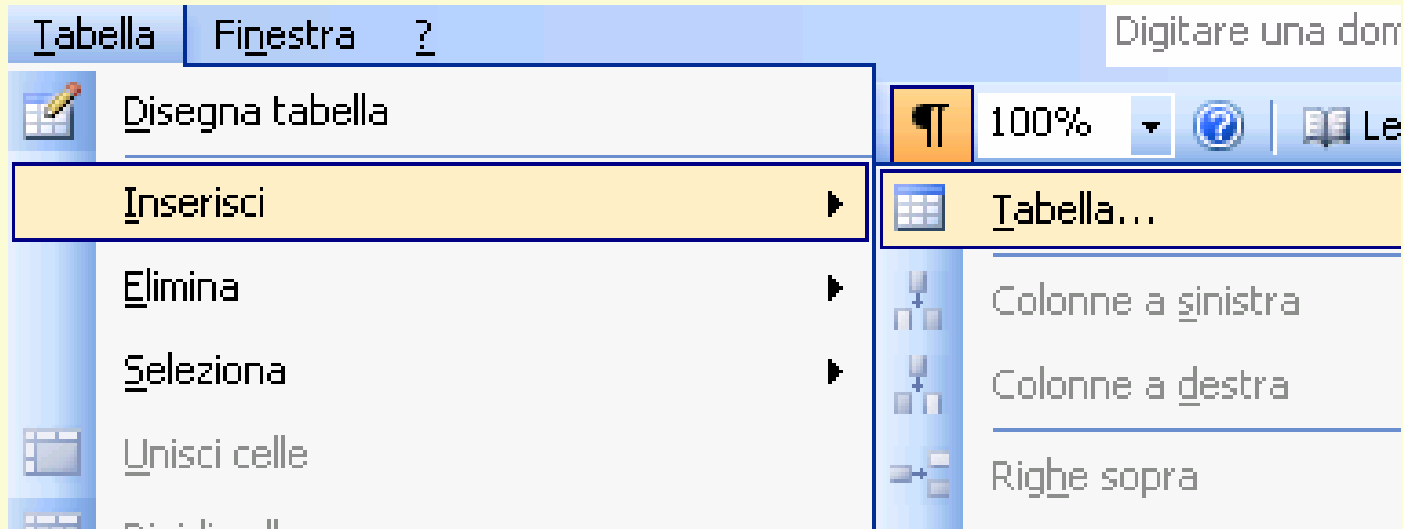 Tabella Finestra ? Digitare una dom
Disegna tabella
¶ 100% Le
Inserisci
Tabella...
Elimina
Colonne a sinistra
Seleziona
Colonne a destra
Unisci celle
Righe sopra